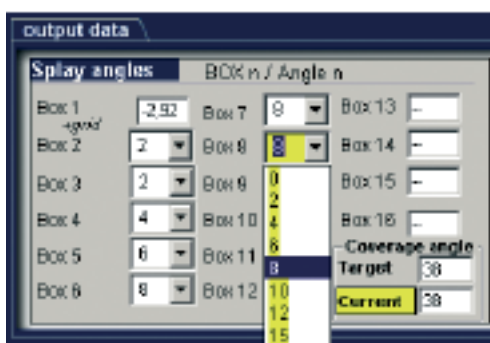 output data
Splay angles BOX n / Angle n
Box 1 -2,92 Box 7 8 Box 13 --
+grid
Box 2 2 Box 8 8 Box 14 --
Box 3 2 Box 9 0 Box 15 --
2
Box 4 4 Box 10 4 Box 16 --
6 Coverage angle
Box 5 6 Box 11 8 Target 38
Box 6 8 Box 12 10 Current 38
12
15